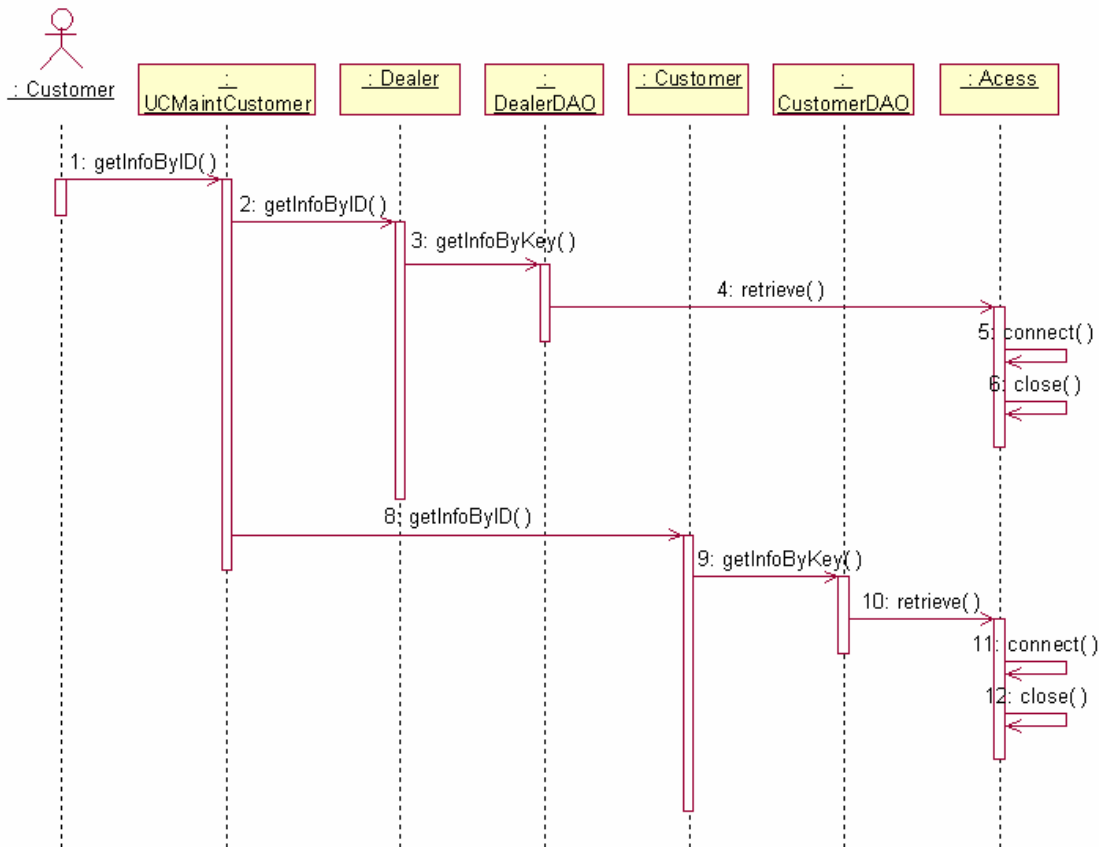 : Customer
:
UCMaintCustomer
: Dealer
:
DealerDAO
: Customer
:
CustomerDAO
: Acess
1: getInfoByID( )
2: getInfoByID( )
3: getInfoByKey( )
4: retrieve( )
5: connect( )
6: close( )
8: getInfoByID( )
9: getInfoByKey( )
10: retrieve( )
11: connect( )
12: close( )